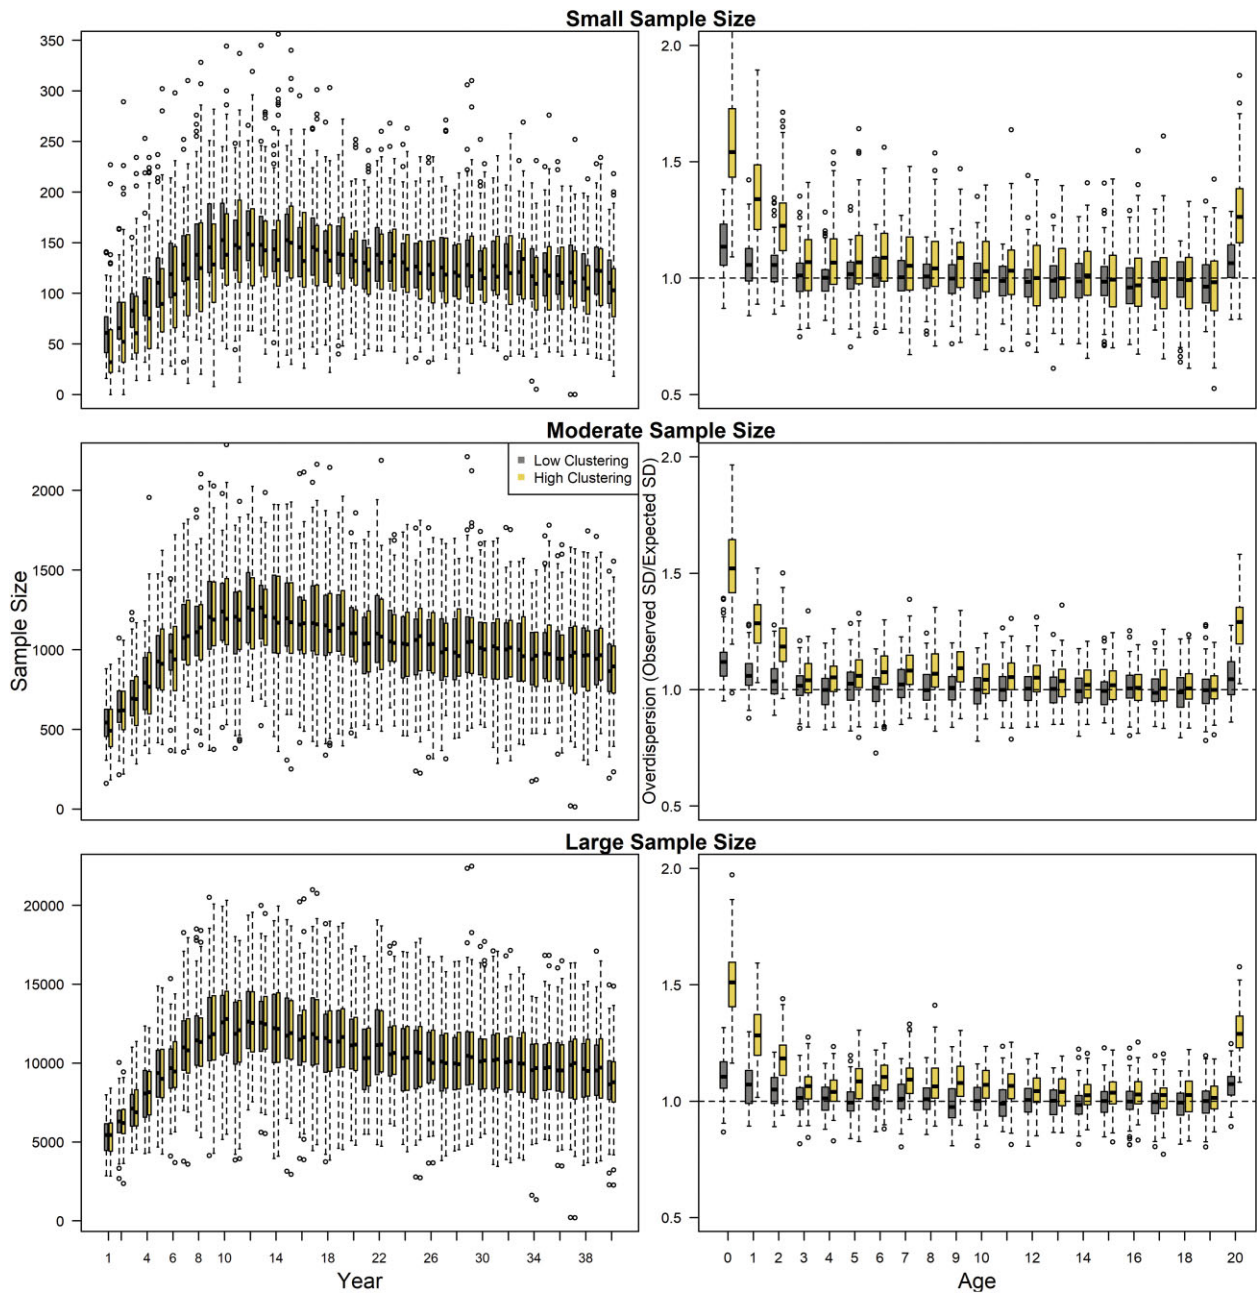 Small Sample Size
350
300
250
200
150
100
50
0
2.0
1.5
1.0
0.5
Moderate Sample Size
Low Clustering
High Clustering
2000
1500
1000
500
0
2.0
1.5
1.0
0.5
Sample Size
Overdispersion (Observed SD/Expected SD)
Large Sample Size
20000
15000
10000
5000
0
2.0
1.5
1.0
0.5
1 4 6 8 10 14 18 22 26 30 34 38
0 1 2 3 4 5 6 7 8 9 10 12 14 16 18 20
Year
Age